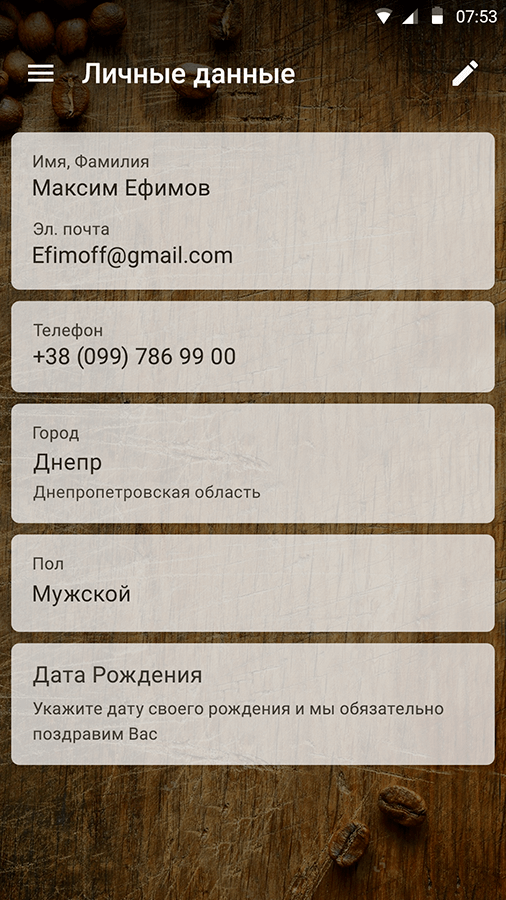 07:53
Личные данные
Имя, Фамилия
Максим Ефимов
Эл. почта
Efimoff@gmail.com
Телефон
+38 (099) 786 99 00
Город
Днепр
Днепропетровская область
Пол
Мужской
Дата Рождения
Укажите дату своего рождения и мы обязательно
поздравим Вас